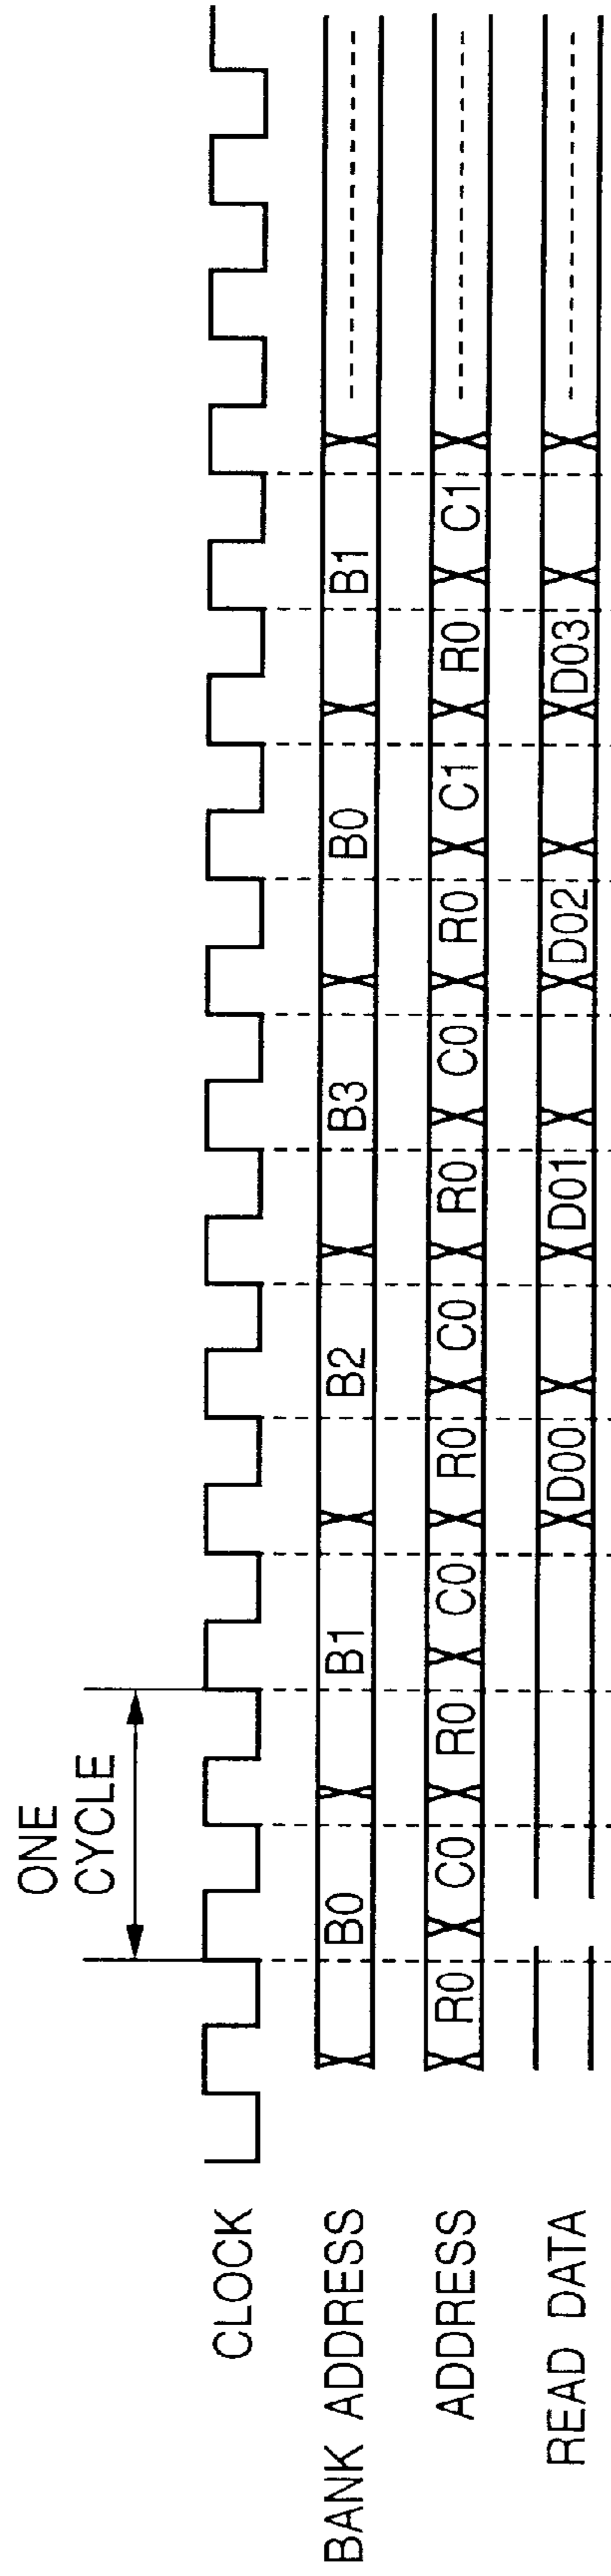 ONE
CYCLE
CLOCK
BANK ADDRESS B0 B1 B2 B3 B0 B1
ADDRESS R0 C0 R0 C0 R0 C0 R0 C0 R0 C1 R0 C1
READ DATA D00 D01 D02 D03